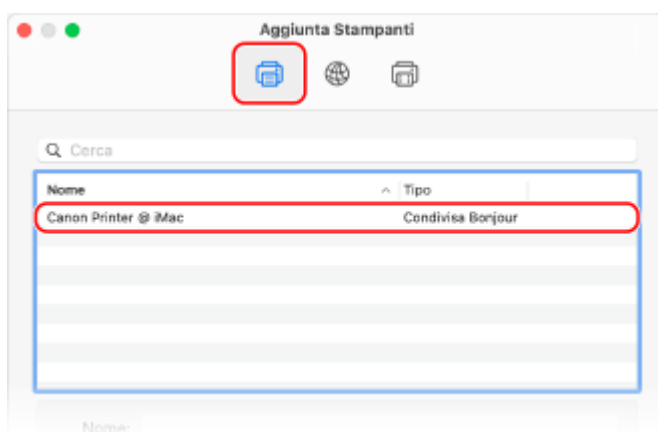 Aggiunta Stampanti
Cerca
Nome Tipo
Canon Printer @ iMac Condivisa Bonjour
Nome: